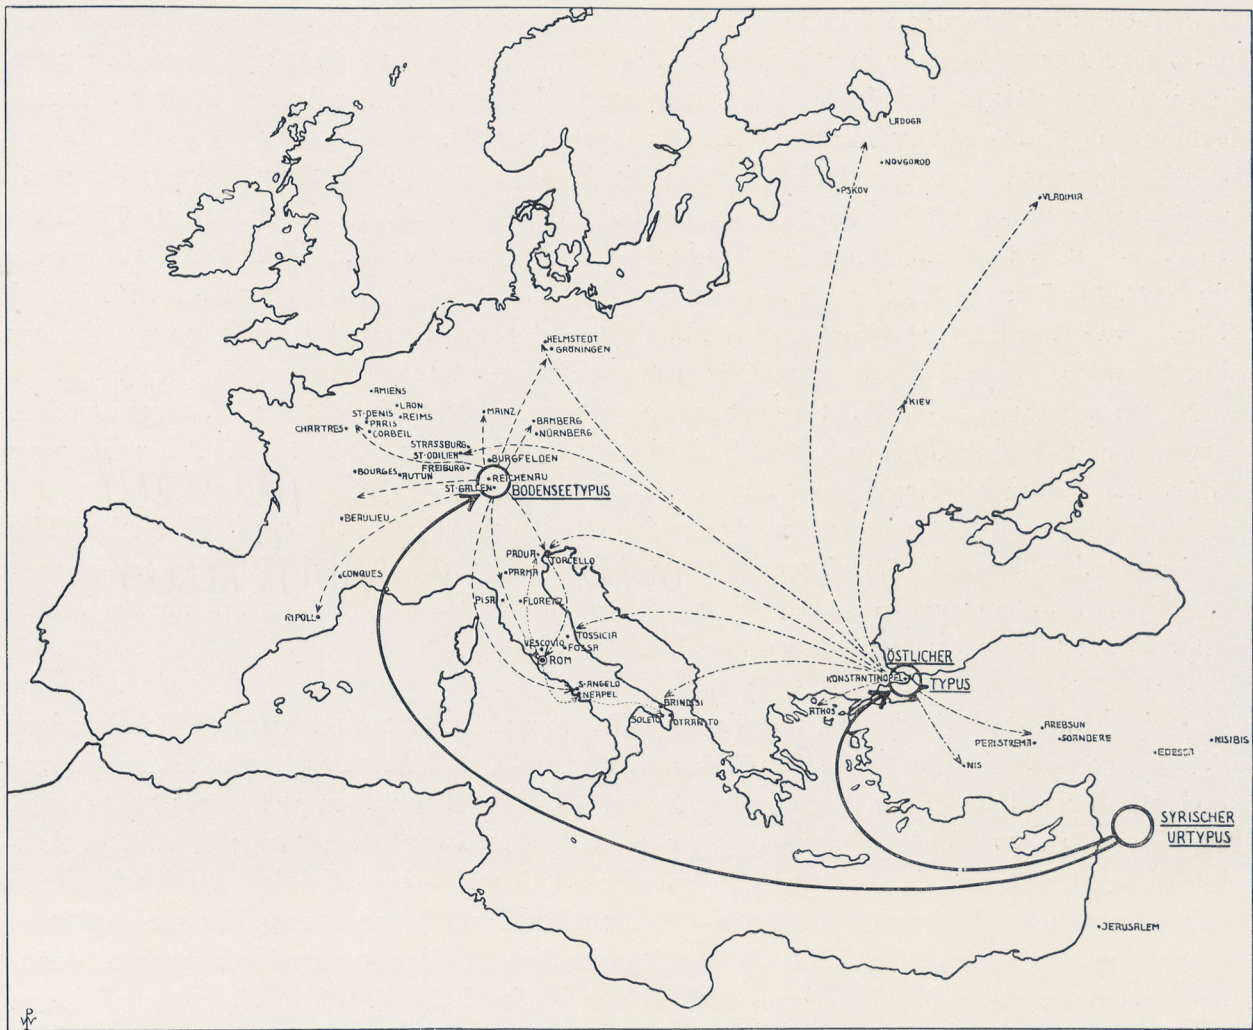 LADOGA
NOVGOROD
PSKOV
VLADIMIR
HELMSTEDT
GRÖNINGEN
AMIENS
LAON
ST·DENIS
REIMS
PARIS
CHARTRES
CORBEIL
MAINZ
BAMBERG
NÜRNBERG
KIEV
STRASSBURG
ST·ODILIEN
BURGFELDEN
FREIBURG
BOURGES
AUTUN
REICHENAU
ST·GALLEN
BODENSEETYPUS
BEAULIEU
PADUA
TORCELLO
PARMA
CONQUES
PISA
FLORENZ
RIPOLL
TOSSICIA
VESCOVIO
FOSSA
ROM
ÖSTLICHER
TYPUS
KONSTANTINOPEL
S·ANGELO
NEAPEL
BRINDISI
SOLETO
OTRANTO
ATHOS
AREBSUN
SOANDERE
PERISTREMA
NISIBIS
EDESSA
NIS
SYRISCHER
URTYPUS
JERUSALEM